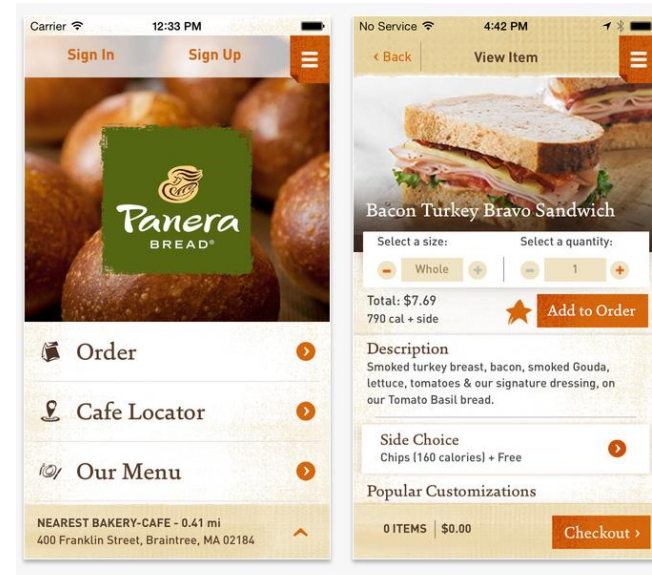 Carrier 12:33 PM
Sign In Sign Up
Panera
BREAD®
Order
Cafe Locator
Our Menu
NEAREST BAKERY-CAFE - 0.41 mi
400 Franklin Street, Braintree, MA 02184
No Service 4:42 PM
‹ Back View Item
Bacon Turkey Bravo Sandwich
Select a size: Select a quantity:
Whole 1
Total: $7.69
790 cal + side
Add to Order
Description
Smoked turkey breast, bacon, smoked Gouda,
lettuce, tomatoes & our signature dressing, on
our Tomato Basil bread.
Side Choice
Chips (160 calories) + Free
Popular Customizations
0 ITEMS | $0.00
Checkout ›